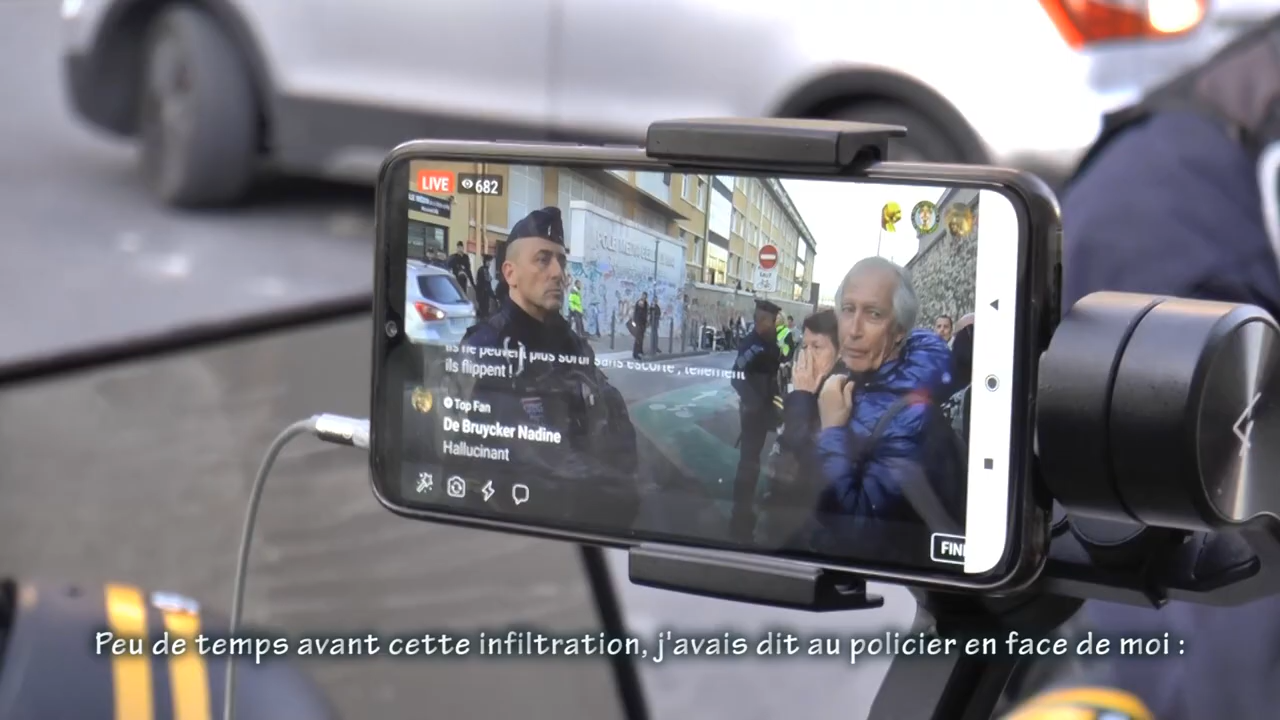 LIVE 682
ils ne peuvent plus sortir sans escorte, tellement
ils flippent !
Top Fan
De Bruycker Nadine
Hallucinant
FIN
Peu de temps avant cette infiltration, j'avais dit au policier en face de moi :